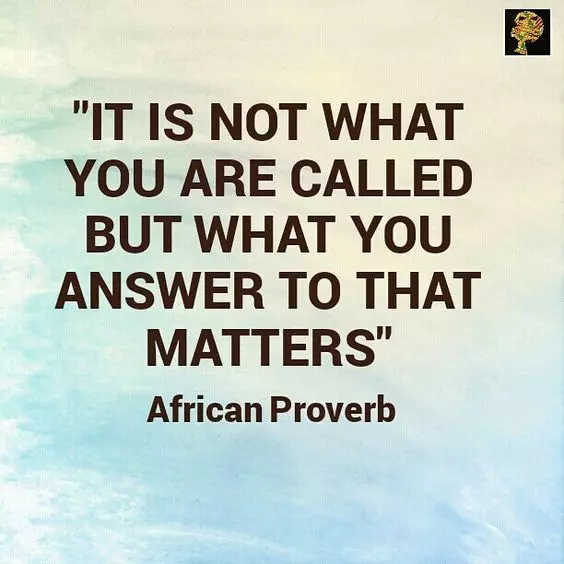 "IT IS NOT WHAT
YOU ARE CALLED
BUT WHAT YOU
ANSWER TO THAT
MATTERS"
African Proverb